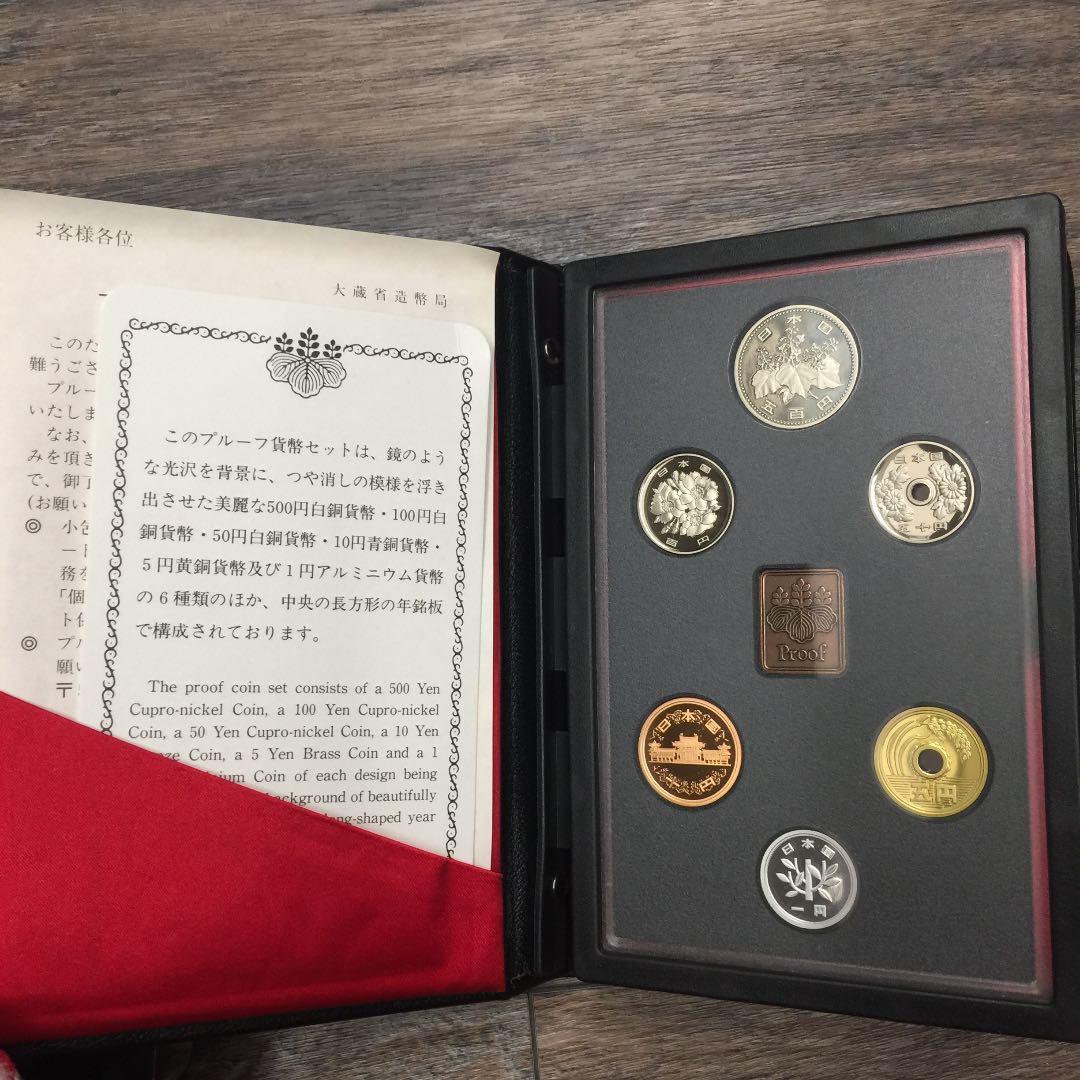 お客様各位
大蔵省造幣局
このた
難うござ
プルー
いたしま
なお、
みを頂き
で、御了
(お願い
◎ 小包
ード
務を
「個
ト係
◎ プル
願い
〒
このプルーフ貨幣セットは、鏡のよう
な光沢を背景に、つや消しの模様を浮き
出させた美麗な500円白銅貨幣・100円白
銅貨幣・50円白銅貨幣・10円青銅貨幣・
5円黄銅貨幣及び1円アルミニウム貨幣
の6種類のほか、中央の長方形の年銘板
で構成されております。
The proof coin set consists of a 500 Yen
Cupro-nickel Coin, a 100 Yen Cupro-nickel
Coin, a 50 Yen Cupro-nickel Coin, a 10 Yen
ze Coin, a 5 Yen Brass Coin and a 1
ium Coin of each design being
ckground of beautifully
ong-shaped year
日本国
五百円
日本国
百円
日本国
五十円
Proof
日本国
十円
五円
日本国
一円